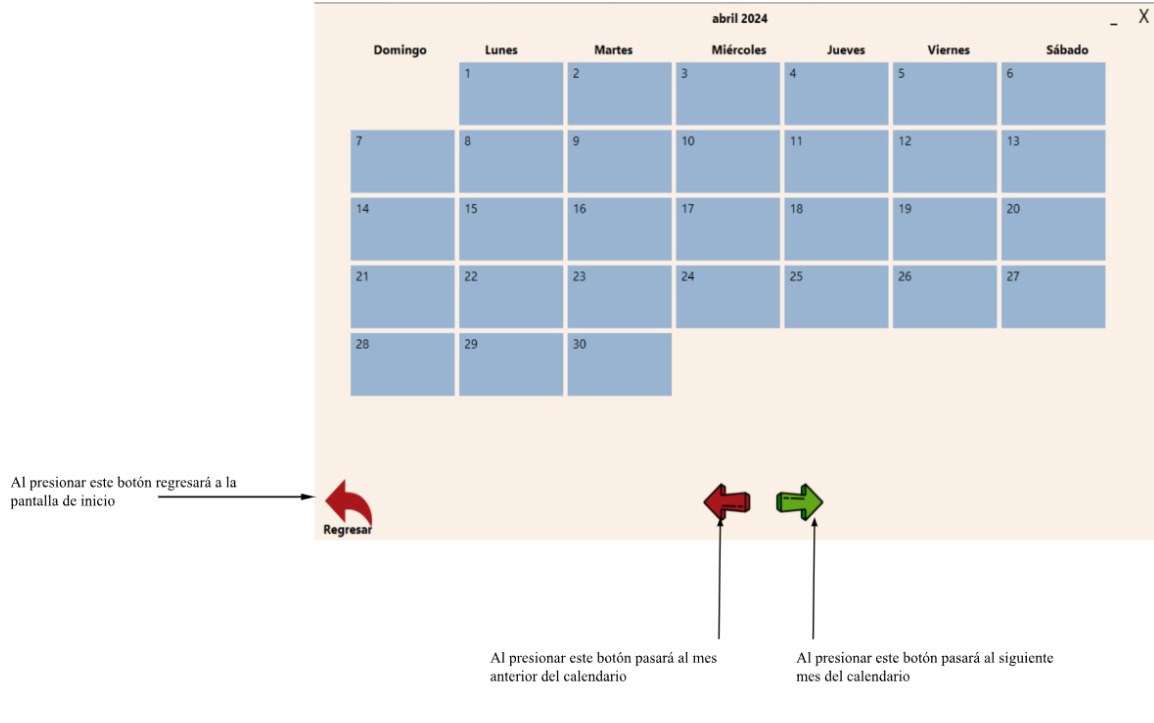 abril 2024
_ X
Domingo Lunes Martes Miércoles Jueves Viernes Sábado
1 2 3 4 5 6
7 8 9 10 11 12 13
14 15 16 17 18 19 20
21 22 23 24 25 26 27
28 29 30
Al presionar este botón regresará a la
pantalla de inicio
Regresar
Al presionar este botón pasará al mes
anterior del calendario
Al presionar este botón pasará al siguiente
mes del calendario